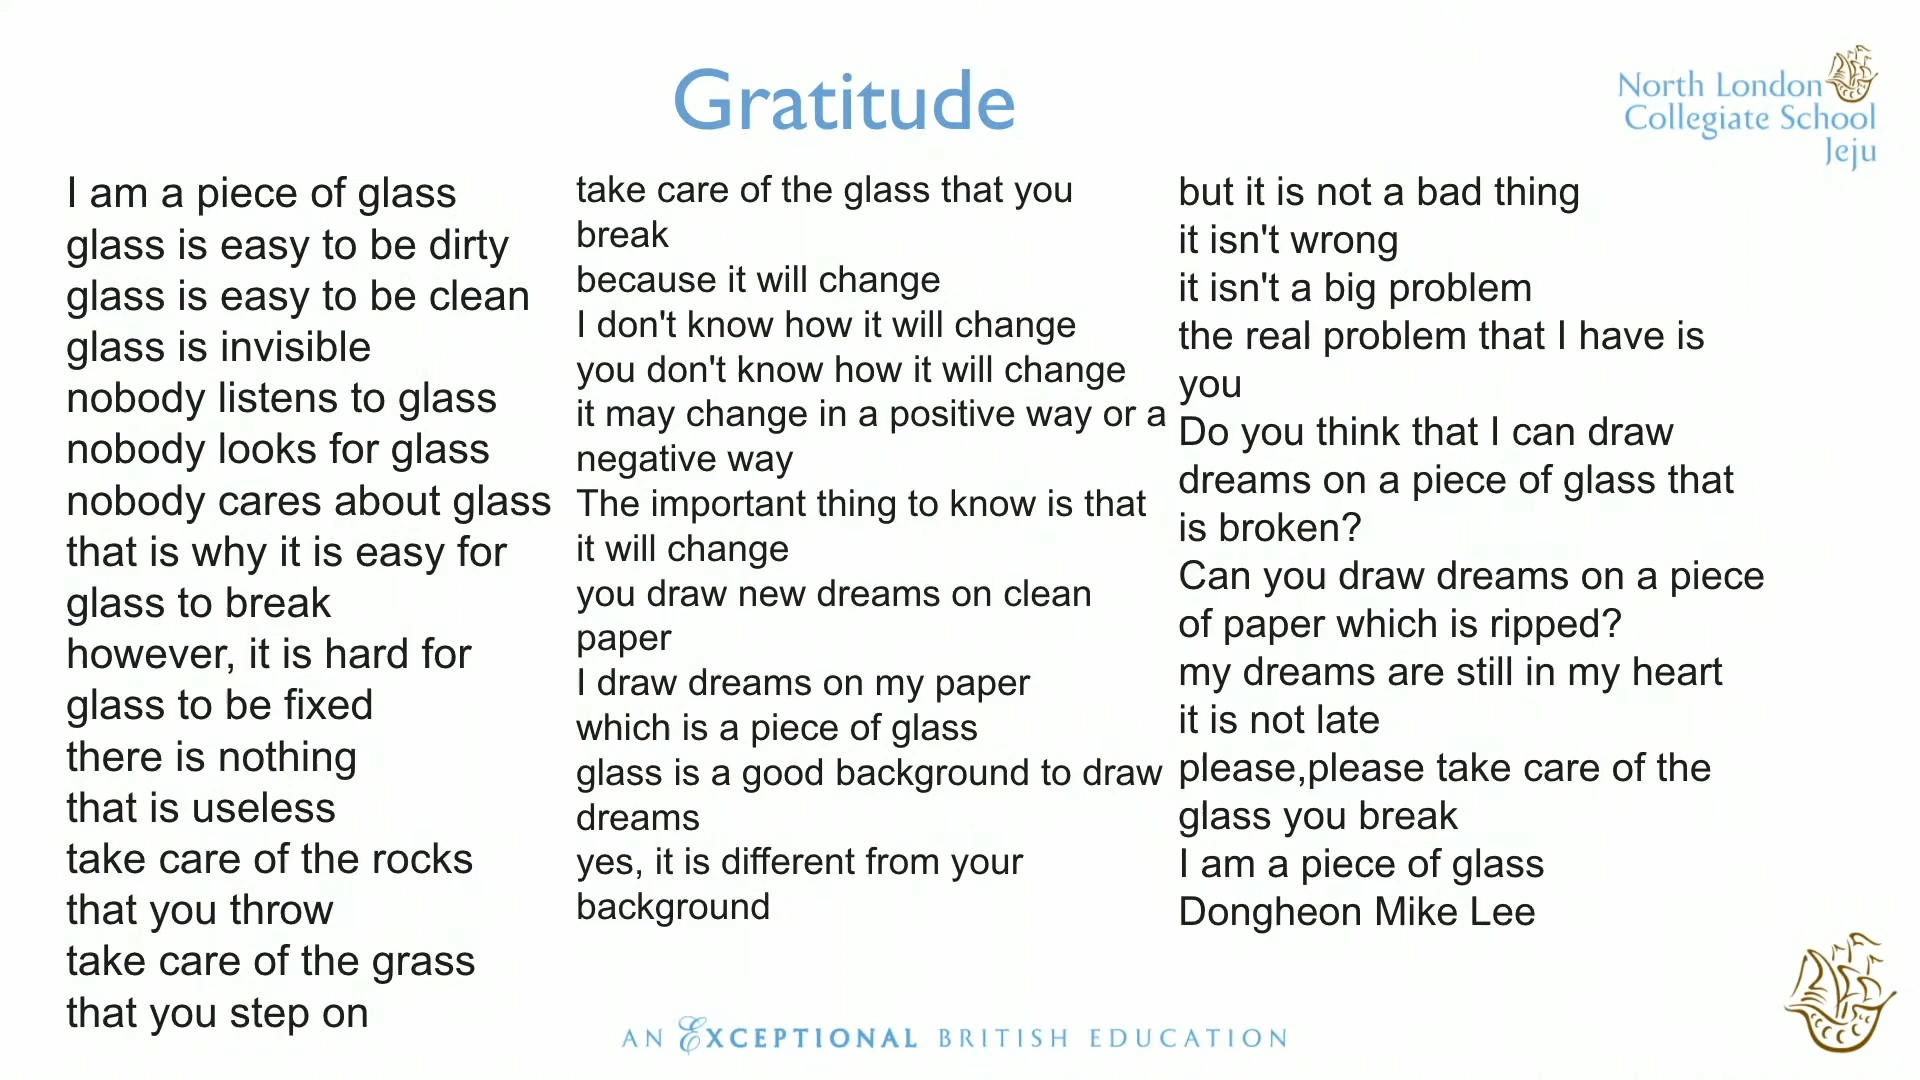 Gratitude
North London
Collegiate School
Jeju
I am a piece of glass
glass is easy to be dirty
glass is easy to be clean
glass is invisible
nobody listens to glass
nobody looks for glass
nobody cares about glass
that is why it is easy for
glass to break
however, it is hard for
glass to be fixed
there is nothing
that is useless
take care of the rocks
that you throw
take care of the grass
that you step on
take care of the glass that you
break
because it will change
I don't know how it will change
you don't know how it will change
it may change in a positive way or a
negative way
The important thing to know is that
it will change
you draw new dreams on clean
paper
I draw dreams on my paper
which is a piece of glass
glass is a good background to draw
dreams
yes, it is different from your
background
but it is not a bad thing
it isn't wrong
it isn't a big problem
the real problem that I have is
you
Do you think that I can draw
dreams on a piece of glass that
is broken?
Can you draw dreams on a piece
of paper which is ripped?
my dreams are still in my heart
it is not late
please,please take care of the
glass you break
I am a piece of glass
Dongheon Mike Lee
AN EXCEPTIONAL BRITISH EDUCATION